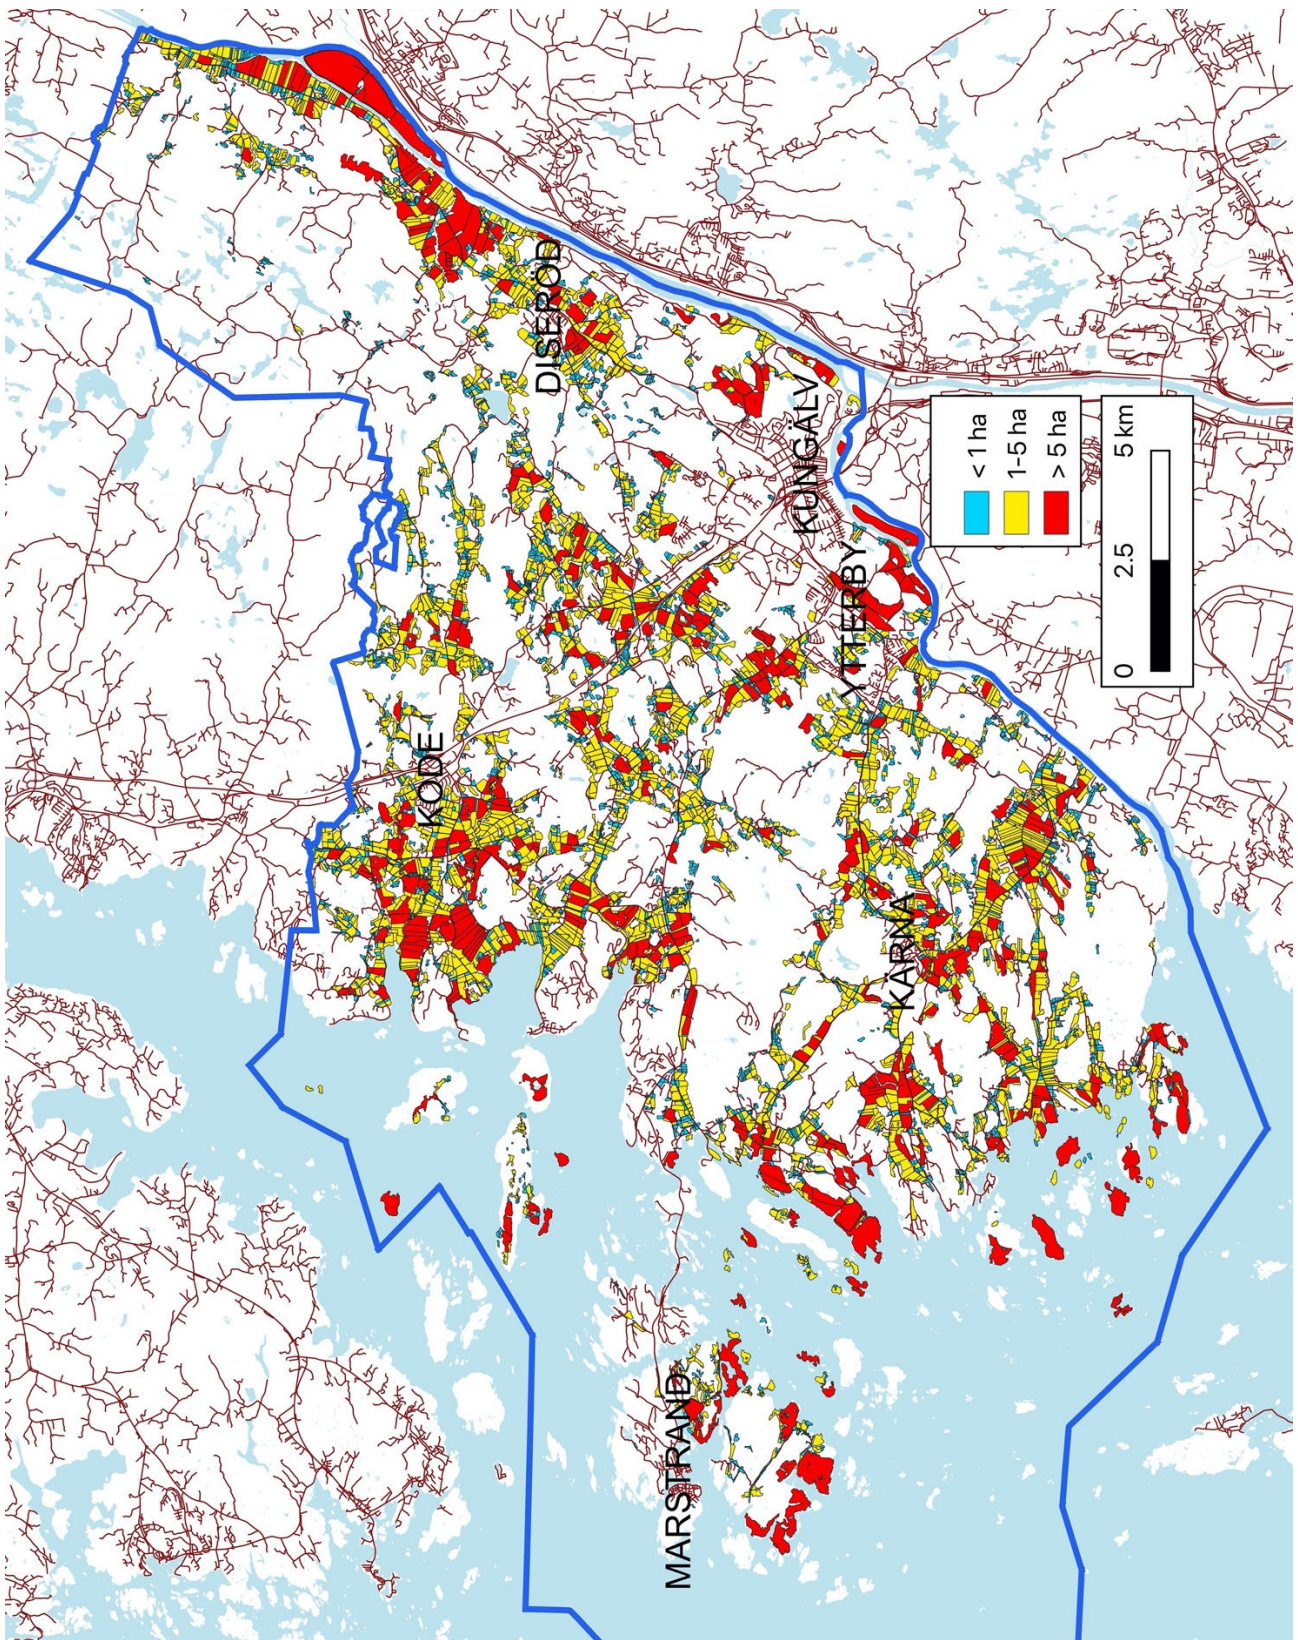 KODE
DISERÖD
MARSTRAND
KUNGÄLV
YTTERBY
KÄRNA
< 1 ha
1-5 ha
> 5 ha
0 2.5 5 km